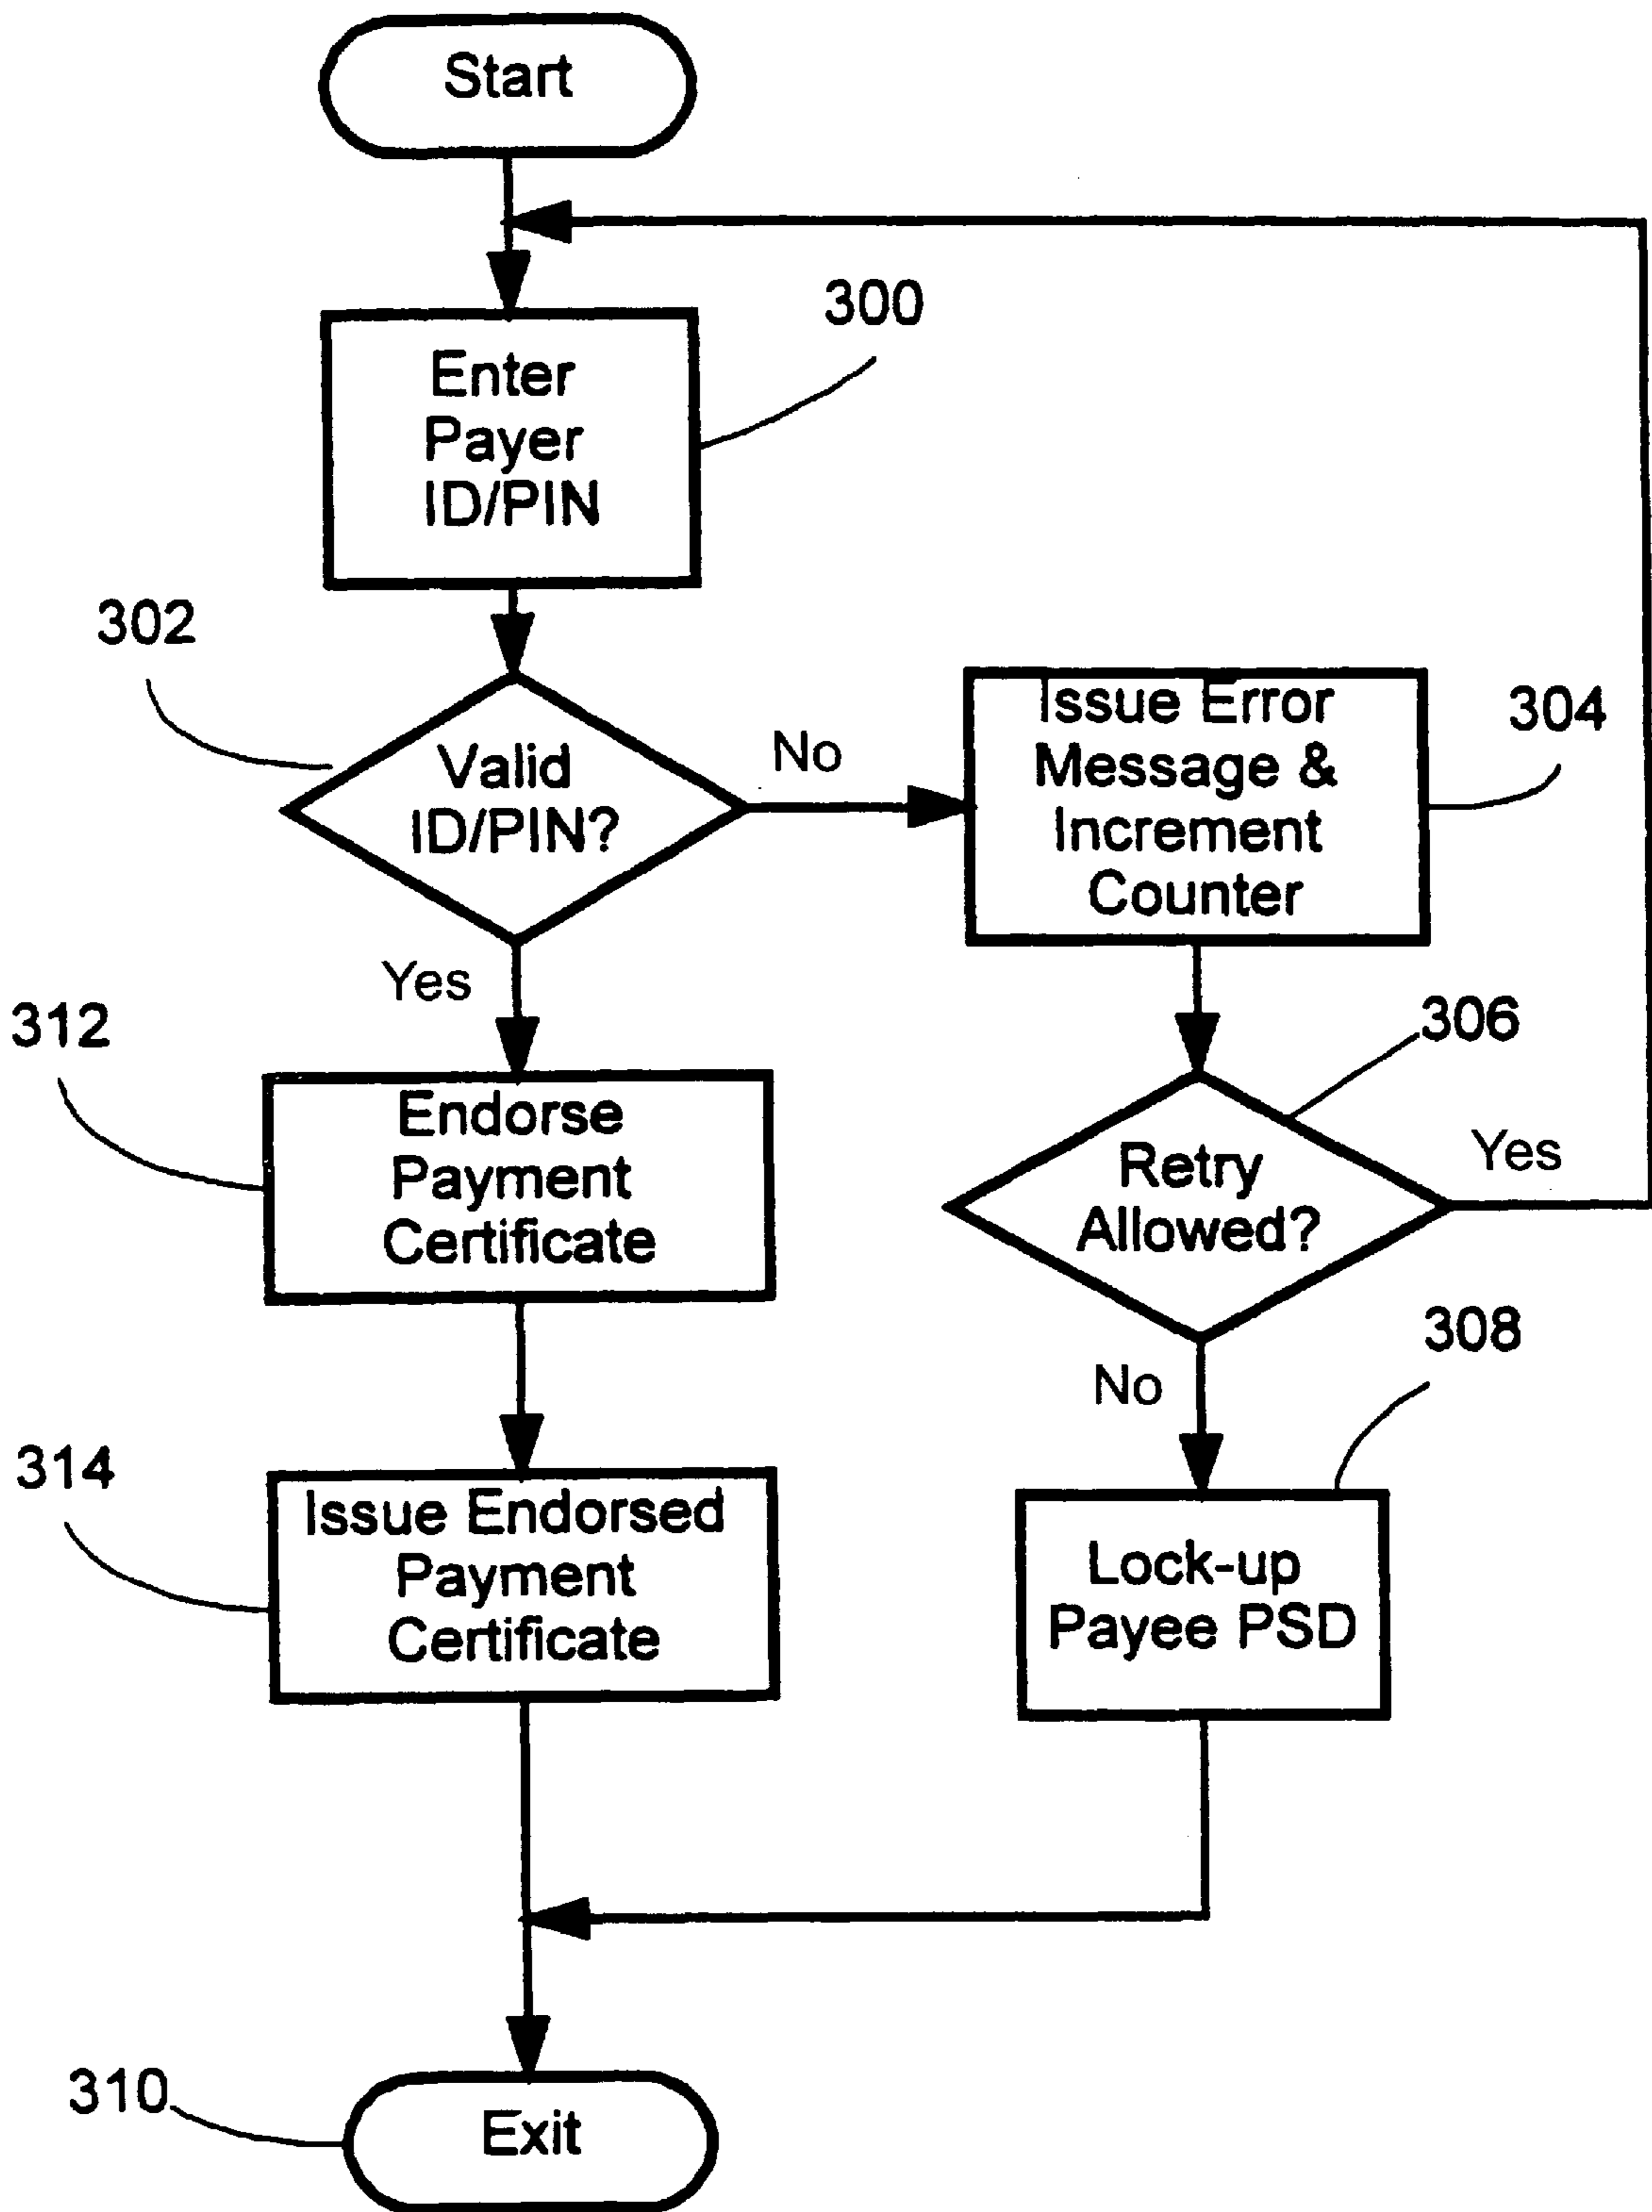 Start
300
Enter
Payer
ID/PIN
302
Valid
ID/PIN?
No
Issue Error
Message &
Increment
Counter
304
Yes
312
Endorse
Payment
Certificate
306
Retry
Allowed?
Yes
308
No
314
Issue Endorsed
Payment
Certificate
Lock-up
Payee PSD
310
Exit